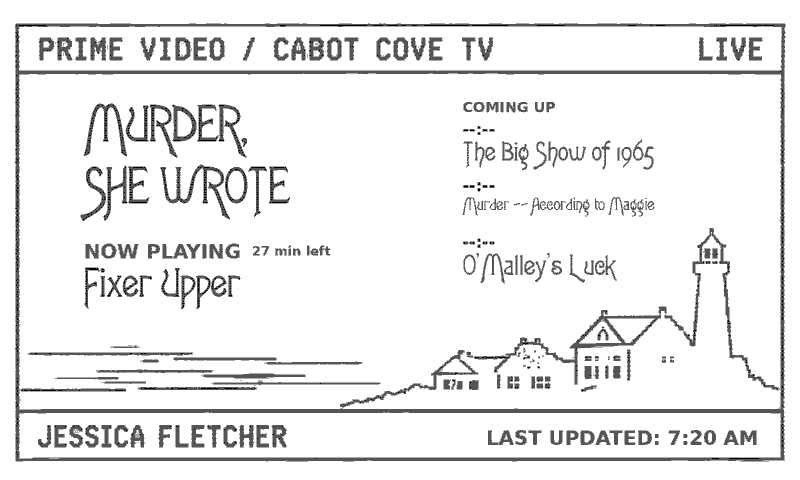 PRIME VIDEO / CABOT COVE TV
LIVE
MURDER,
SHE WROTE
NOW PLAYING 27 min left
Fixer Upper
COMING UP
--:--
The Big Show of 1965
--:--
Murder -- According to Maggie
--:--
O'Malley's Luck
JESSICA FLETCHER
LAST UPDATED: 7:20 AM